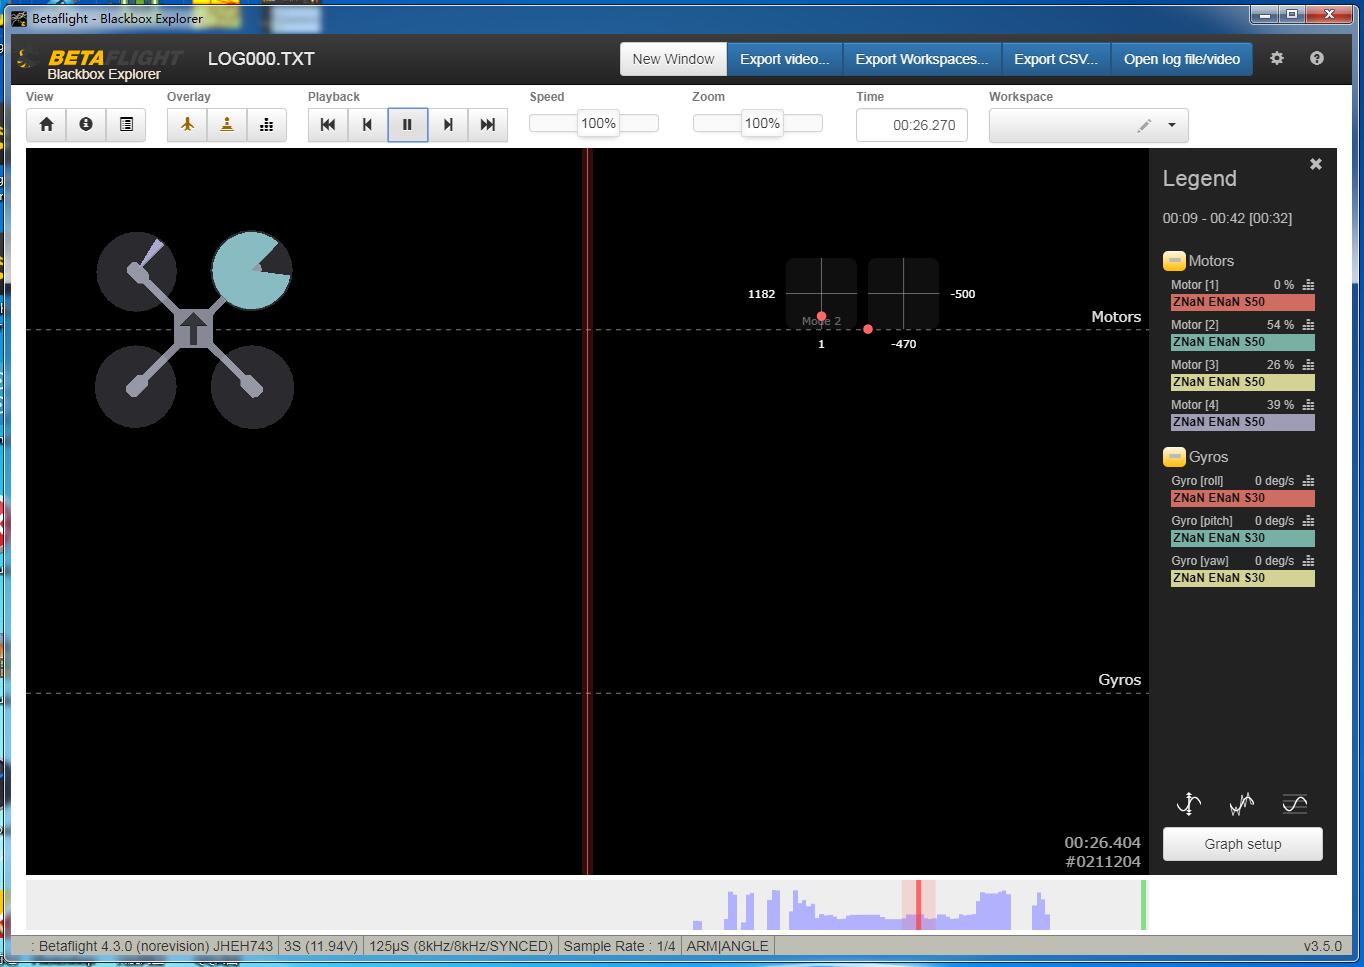 Betaflight - Blackbox Explorer
BETAFLIGHT
Blackbox Explorer
LOG000.TXT
New Window
Export video...
Export Workspaces...
Export CSV...
Open log file/video
View
Overlay
Playback
Speed
Zoom
Time
Workspace
100%
100%
00:26.270
Legend
00:09 - 00:42 [00:32]
Motors
Motor [1] 0 %
ZNaN ENaN S50
Motor [2] 54 %
ZNaN ENaN S50
Motor [3] 26 %
ZNaN ENaN S50
Motor [4] 39 %
ZNaN ENaN S50
Gyros
Gyro [roll] 0 deg/s
ZNaN ENaN S30
Gyro [pitch] 0 deg/s
ZNaN ENaN S30
Gyro [yaw] 0 deg/s
ZNaN ENaN S30
1182
-500
Mode 2
1
-470
Motors
Gyros
00:26.404
#0211204
Graph setup
: Betaflight 4.3.0 (norevision) JHEH743
3S (11.94V)
125µS (8kHz/8kHz/SYNCED)
Sample Rate : 1/4
ARM|ANGLE
v3.5.0